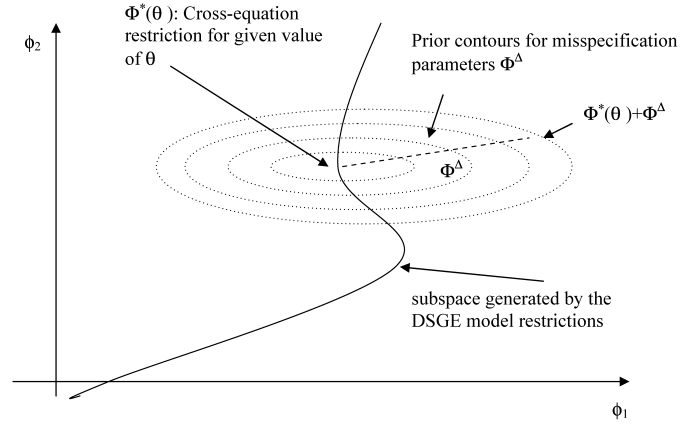 Φ*(θ ): Cross-equation
restriction for given value
of θ
ϕ₂
Prior contours for misspecification
parameters Φ^Δ
Φ*(θ )+Φ^Δ
Φ^Δ
subspace generated by the
DSGE model restrictions
ϕ₁